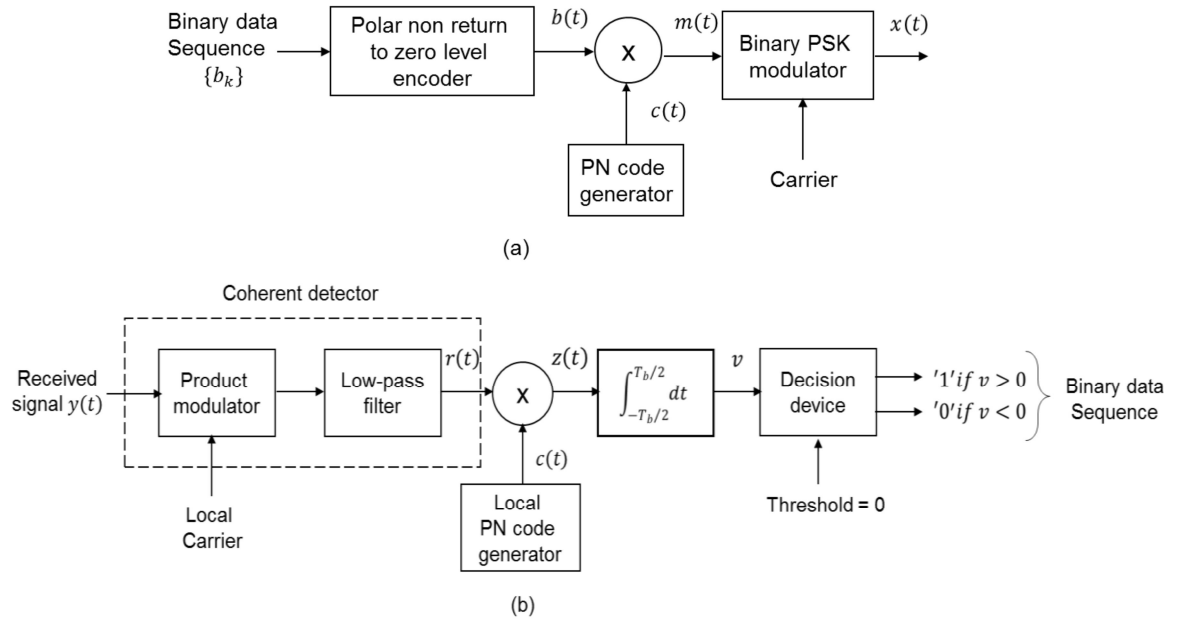 Binary data
Sequence
{b_k}
Polar non return
to zero level
encoder
b(t)
X
m(t)
Binary PSK
modulator
x(t)
c(t)
PN code
generator
Carrier
(a)
Coherent detector
Received
signal y(t)
Product
modulator
Low-pass
filter
r(t)
X
z(t)
∫_{-T_b/2}^{T_b/2} dt
v
Decision
device
'1'if v > 0
'0'if v < 0
Binary data
Sequence
c(t)
Local
Carrier
Local
PN code
generator
Threshold = 0
(b)